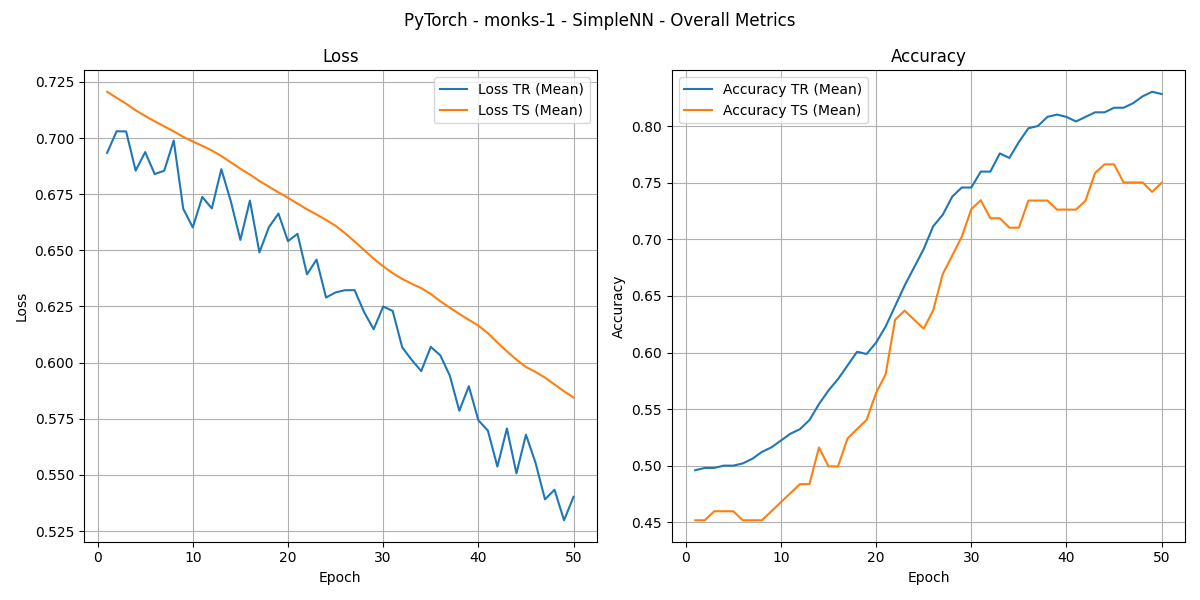 PyTorch - monks-1 - SimpleNN - Overall Metrics
Loss
0.725
0.700
0.675
0.650
0.625
0.600
0.575
0.550
0.525
Loss
Loss TR (Mean)
Loss TS (Mean)
0
10
20
30
40
50
Epoch
Accuracy
0.80
0.75
0.70
0.65
0.60
0.55
0.50
0.45
Accuracy
Accuracy TR (Mean)
Accuracy TS (Mean)
0
10
20
30
40
50
Epoch